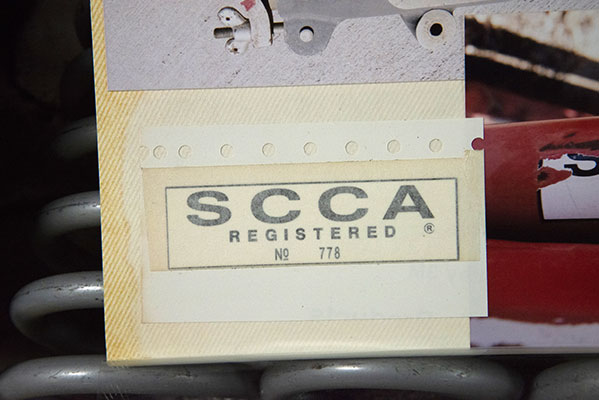 SCCA
REGISTERED ®
Nº 778